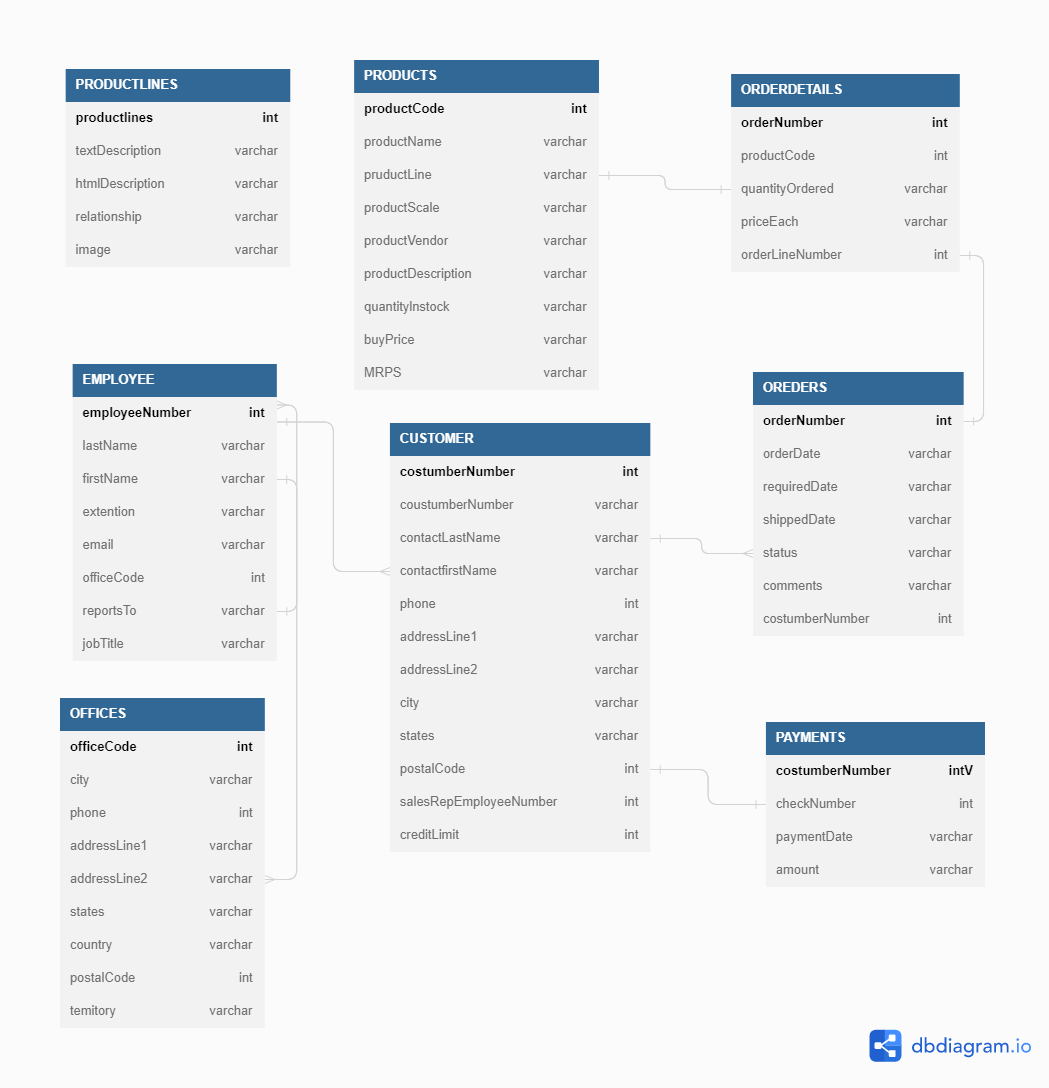 PRODUCTLINES
productlines int
textDescription varchar
htmlDescription varchar
relationship varchar
image varchar
PRODUCTS
productCode int
productName varchar
pruductLine varchar
productScale varchar
productVendor varchar
productDescription varchar
quantityInstock varchar
buyPrice varchar
MRPS varchar
ORDERDETAILS
orderNumber int
productCode int
quantityOrdered varchar
priceEach varchar
orderLineNumber int
EMPLOYEE
employeeNumber int
lastName varchar
firstName varchar
extention varchar
email varchar
officeCode int
reportsTo varchar
jobTitle varchar
CUSTOMER
costumberNumber int
coustumberNumber varchar
contactLastName varchar
contactfirstName varchar
phone int
addressLine1 varchar
addressLine2 varchar
city varchar
states varchar
postalCode int
salesRepEmployeeNumber int
creditLimit int
OREDERS
orderNumber int
orderDate varchar
requiredDate varchar
shippedDate varchar
status varchar
comments varchar
costumberNumber int
OFFICES
officeCode int
city varchar
phone int
addressLine1 varchar
addressLine2 varchar
states varchar
country varchar
postalCode int
temitory varchar
PAYMENTS
costumberNumber intV
checkNumber int
paymentDate varchar
amount varchar
dbdiagram.io